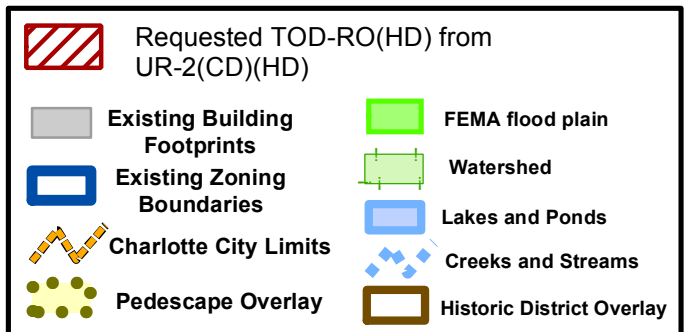 Requested TOD-RO(HD) from
UR-2(CD)(HD)
Existing Building
Footprints
Existing Zoning
Boundaries
Charlotte City Limits
Pedescape Overlay
FEMA flood plain
Watershed
Lakes and Ponds
Creeks and Streams
Historic District Overlay